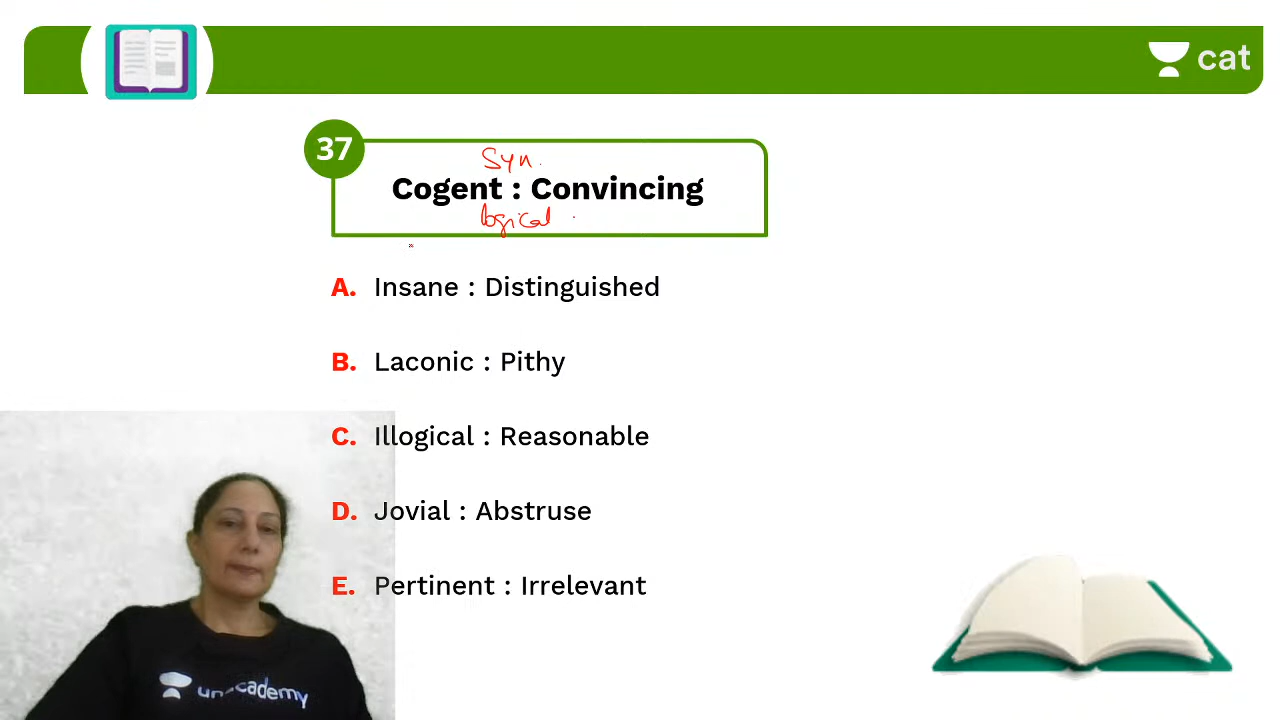 cat
37
Syn.
Cogent : Convincing
logical
A. Insane : Distinguished
B. Laconic : Pithy
C. Illogical : Reasonable
D. Jovial : Abstruse
E. Pertinent : Irrelevant
unacademy